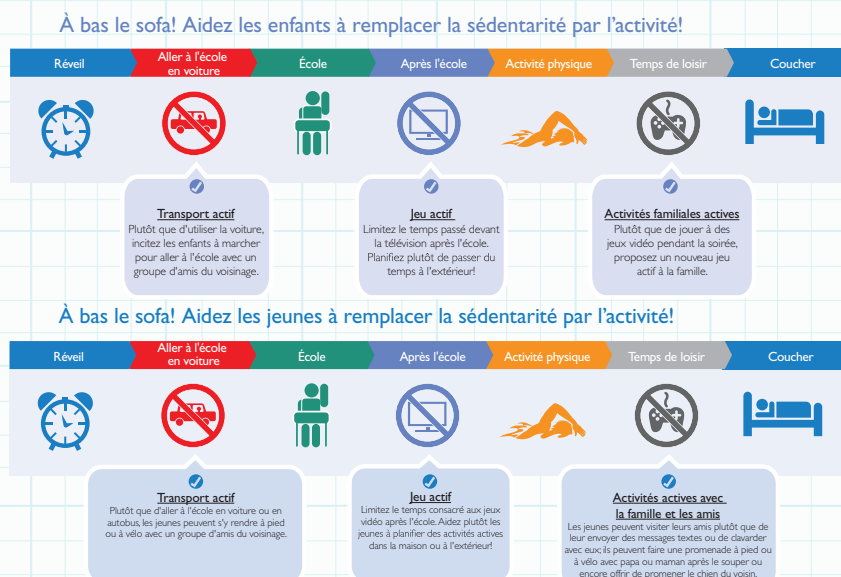 À bas le sofa! Aidez les enfants à remplacer la sédentarité par l'activité!
Réveil
Aller à l'école
en voiture
École
Après l'école
Activité physique
Temps de loisir
Coucher
Transport actif
Plutôt que d'utiliser la voiture,
incitez les enfants à marcher
pour aller à l'école avec un
groupe d'amis du voisinage.
Jeu actif
Limitez le temps passé devant
la télévision après l'école.
Planifiez plutôt de passer du
temps à l'extérieur!
Activités familiales actives
Plutôt que de jouer à des
jeux vidéo pendant la soirée,
proposez un nouveau jeu
actif à la famille.
À bas le sofa! Aidez les jeunes à remplacer la sédentarité par l'activité!
Réveil
Aller à l'école
en voiture
École
Après l'école
Activité physique
Temps de loisir
Coucher
Transport actif
Plutôt que d'aller à l'école en voiture ou en
autobus, les jeunes peuvent s'y rendre à pied
ou à vélo avec un groupe d'amis du voisinage.
Jeu actif
Limitez le temps consacré aux jeux
vidéo après l'école. Aidez plutôt les
jeunes à planifier des activités actives
dans la maison ou à l'extérieur!
Activités actives avec
la famille et les amis
Les jeunes peuvent visiter leurs amis plutôt que de
leur envoyer des messages textes ou de clavarder
avec eux; ils peuvent faire une promenade à pied ou
à vélo avec papa ou maman après le souper ou
encore offrir de promener le chien du voisin.